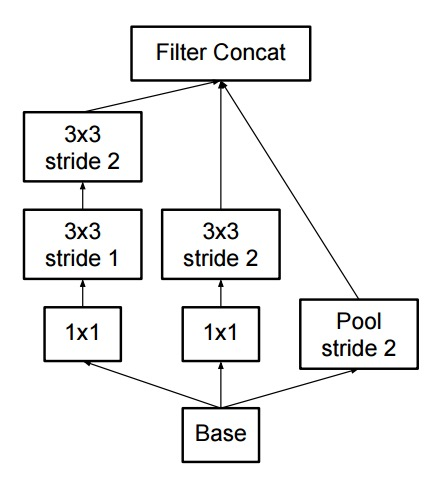 Filter Concat
3x3
stride 2
3x3
stride 1
3x3
stride 2
1x1
1x1
Pool
stride 2
Base